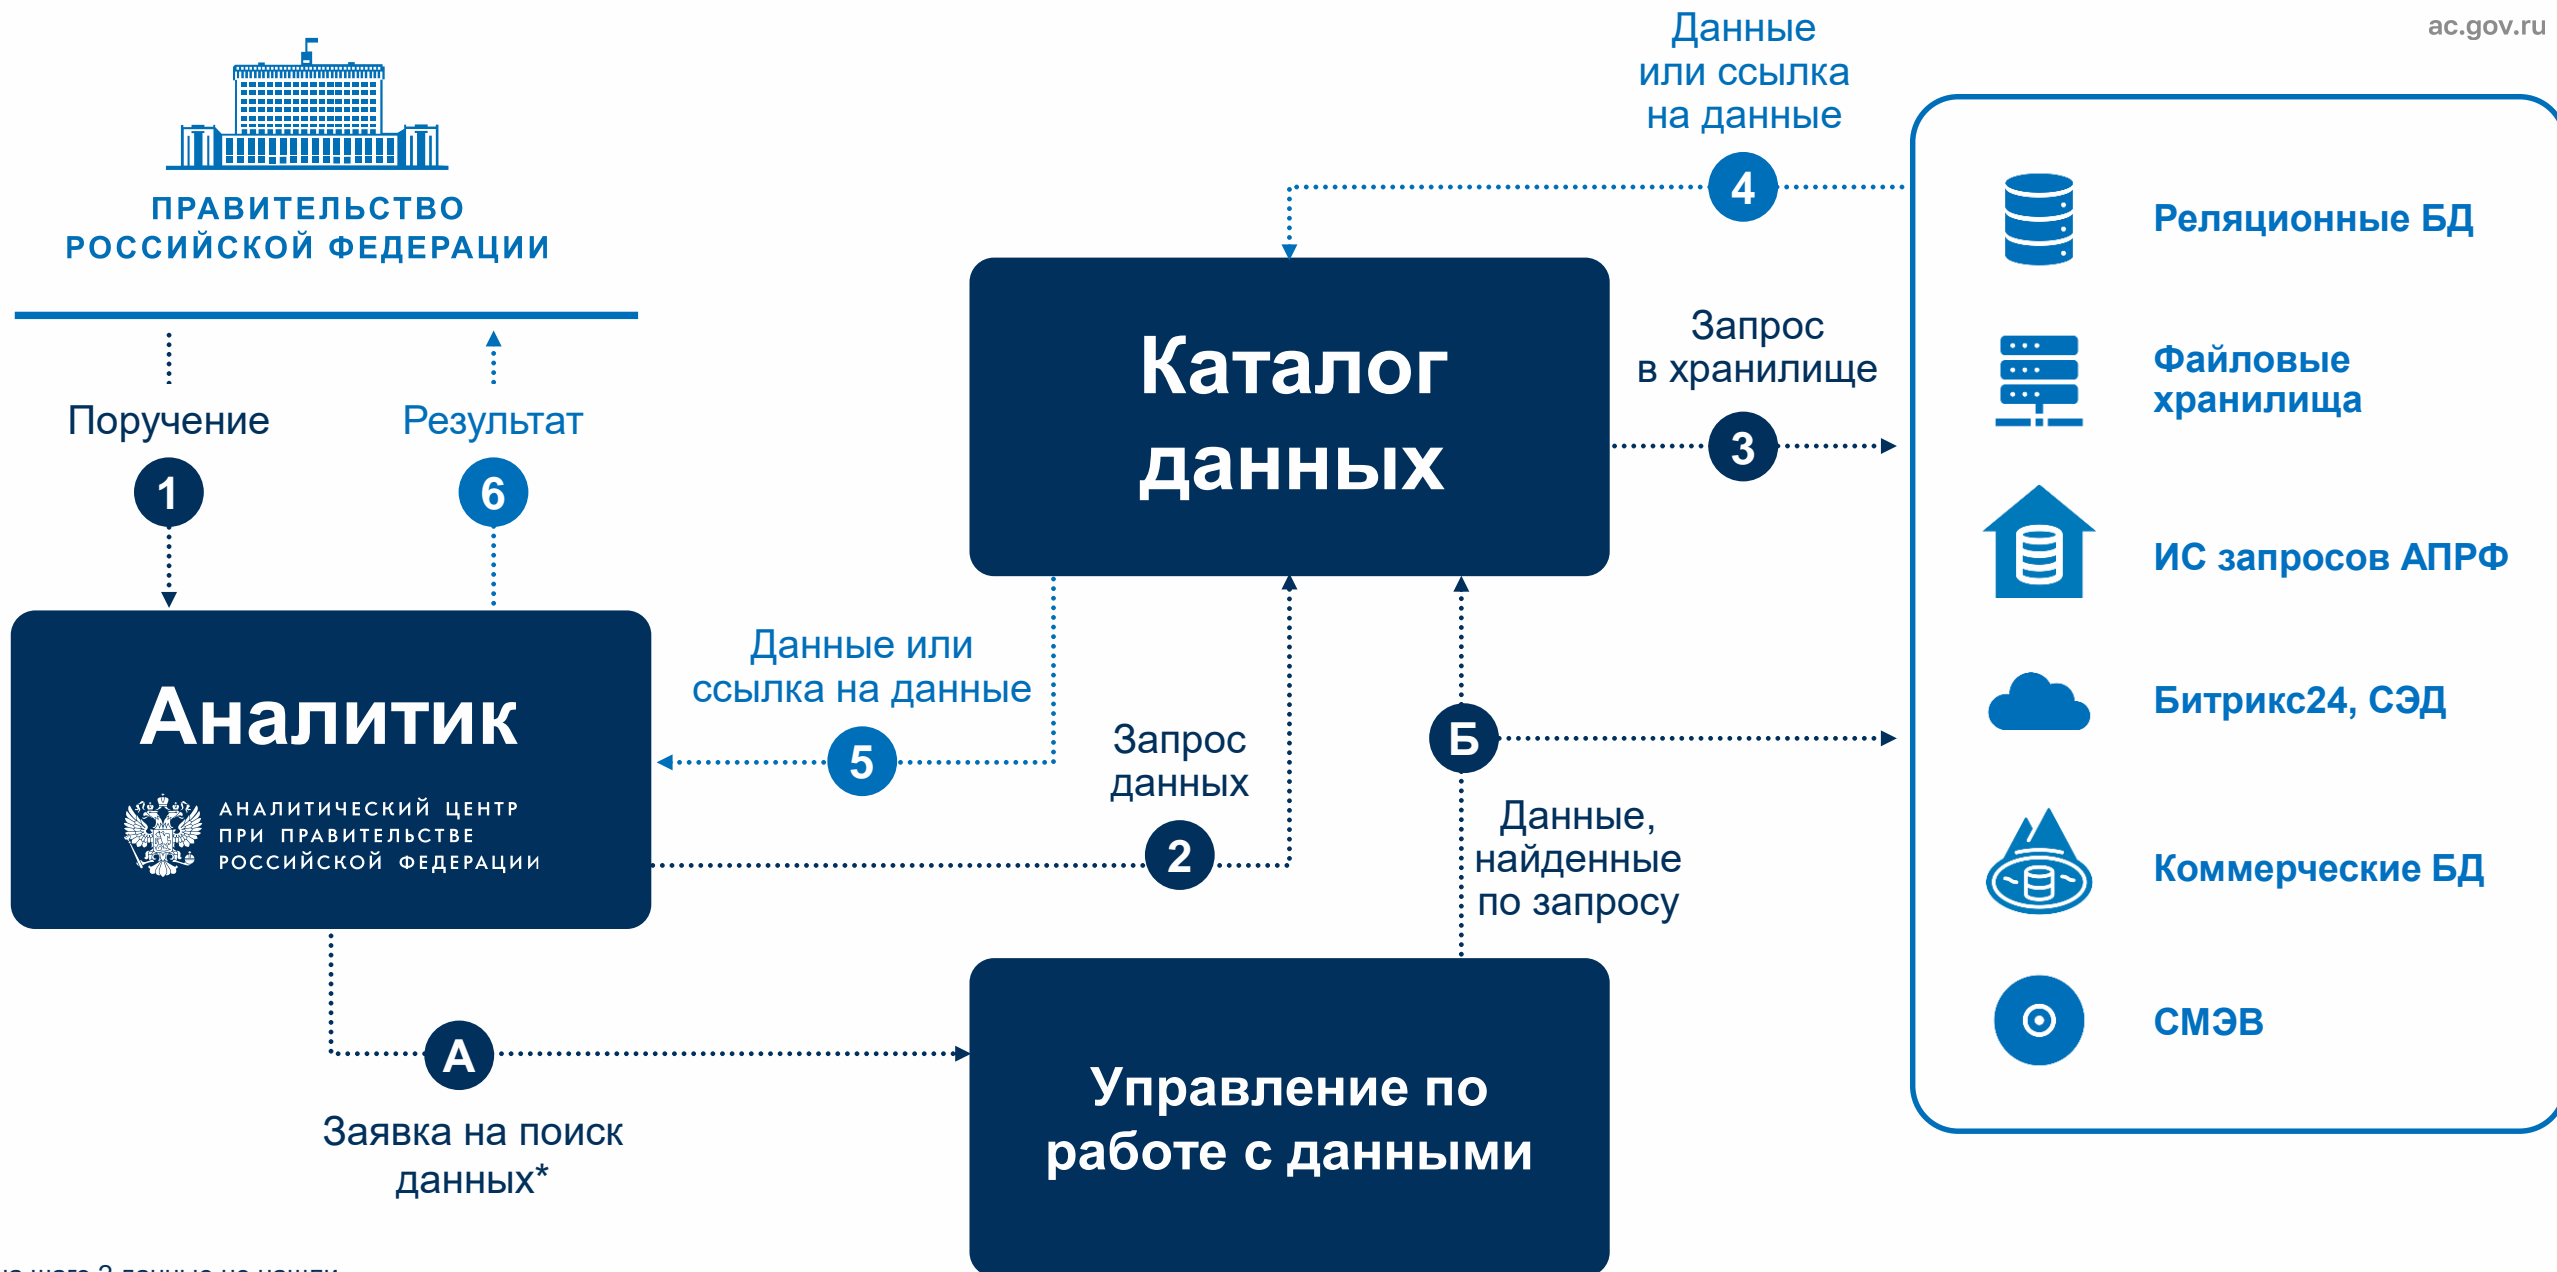 ac.gov.ru
ПРАВИТЕЛЬСТВО
РОССИЙСКОЙ ФЕДЕРАЦИИ
Поручение
1
Результат
6
Аналитик
АНАЛИТИЧЕСКИЙ ЦЕНТР
ПРИ ПРАВИТЕЛЬСТВЕ
РОССИЙСКОЙ ФЕДЕРАЦИИ
Данные
или ссылка
на данные
4
Каталог
данных
Запрос
в хранилище
3
Данные или
ссылка на данные
5
Запрос
данных
2
Б
Данные,
найденные
по запросу
А
Заявка на поиск
данных*
Управление по
работе с данными
Реляционные БД
Файловые
хранилища
ИС запросов АПРФ
Битрикс24, СЭД
Коммерческие БД
СМЭВ